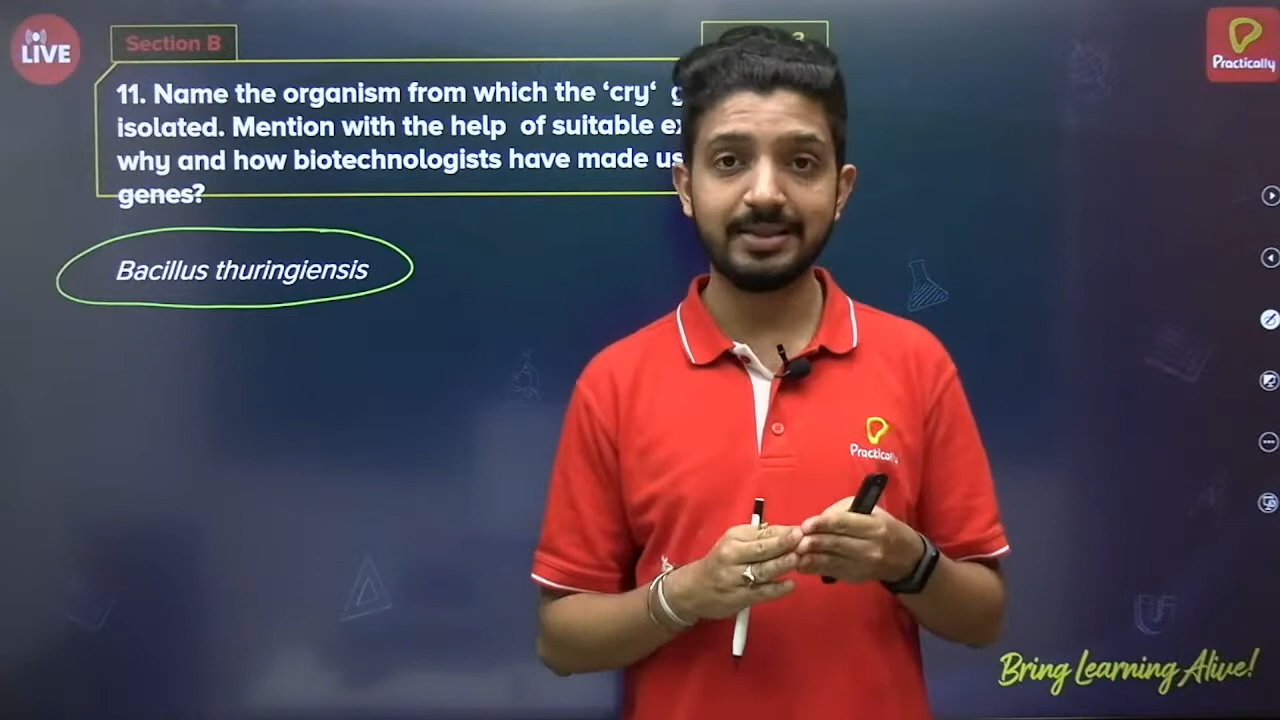 LIVE
Section B
3
Practically
11. Name the organism from which the ‘cry‘
isolated. Mention with the help of suitable
why and how biotechnologists have made
genes?
Bacillus thuringiensis
Practically
Bring Learning Alive!